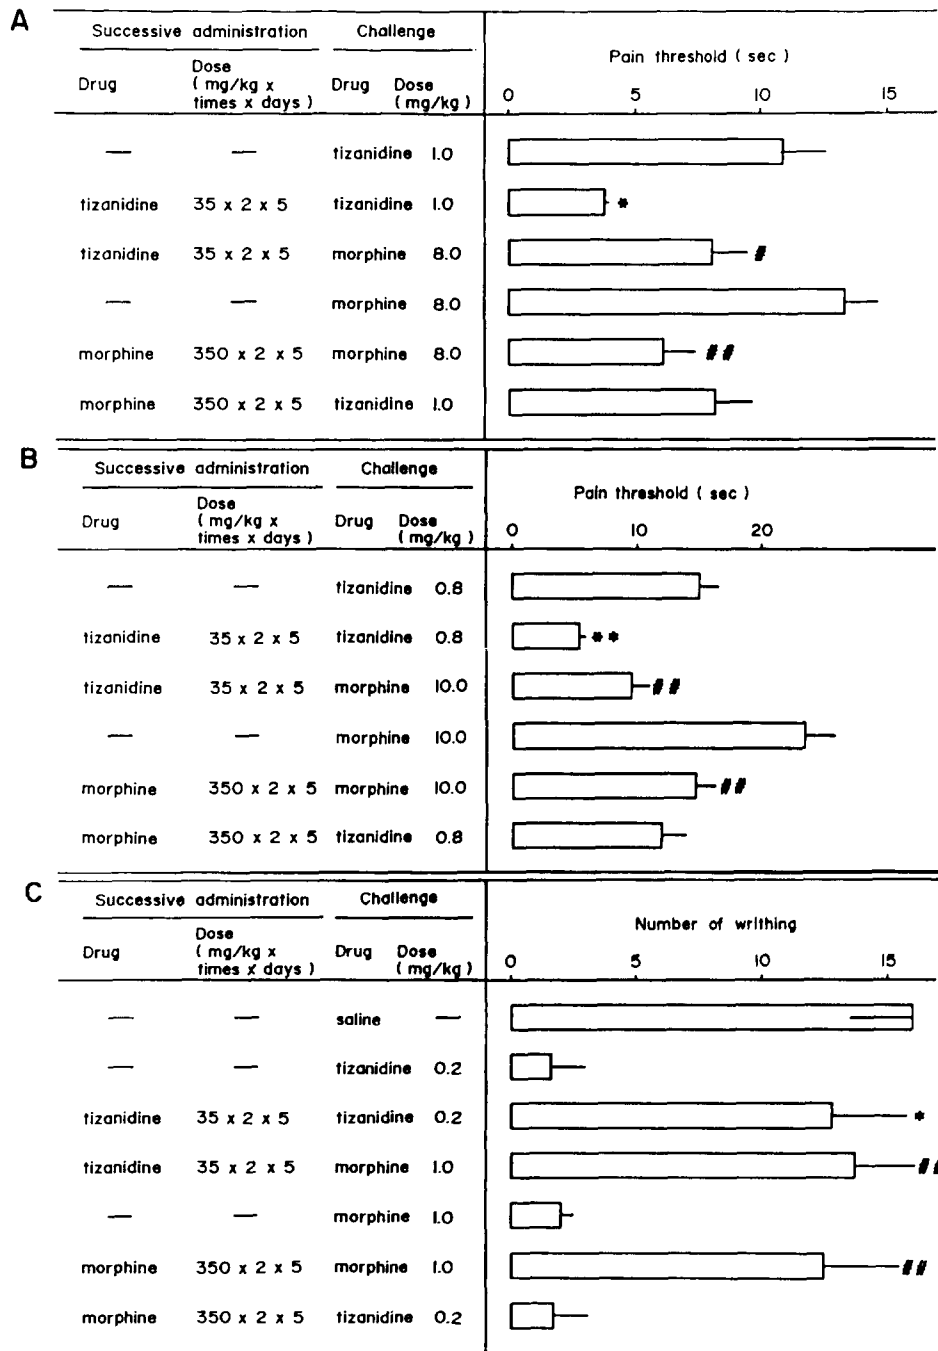 A
Successive administration Challenge
Pain threshold ( sec )
Drug Dose ( mg/kg x times x days ) Drug Dose (mg/kg)
0 5 10 15
— — tizanidine 1.0
tizanidine 35 x 2 x 5 tizanidine 1.0 *
tizanidine 35 x 2 x 5 morphine 8.0 #
— — morphine 8.0
morphine 350 x 2 x 5 morphine 8.0 ##
morphine 350 x 2 x 5 tizanidine 1.0
B
Successive administration Challenge
Pain threshold ( sec )
Drug Dose ( mg/kg x times x days ) Drug Dose ( mg/kg)
0 10 20
— — tizanidine 0.8
tizanidine 35 x 2 x 5 tizanidine 0.8 **
tizanidine 35 x 2 x 5 morphine 10.0 ##
— — morphine 10.0
morphine 350 x 2 x 5 morphine 10.0 ##
morphine 350 x 2 x 5 tizanidine 0.8
C
Successive administration Challenge
Number of writhing
Drug Dose ( mg/kg x times x days ) Drug Dose ( mg/kg)
0 5 10 15
— — saline —
— — tizanidine 0.2
tizanidine 35 x 2 x 5 tizanidine 0.2 *
tizanidine 35 x 2 x 5 morphine 1.0 ##
— — morphine 1.0
morphine 350 x 2 x 5 morphine 1.0 ##
morphine 350 x 2 x 5 tizanidine 0.2